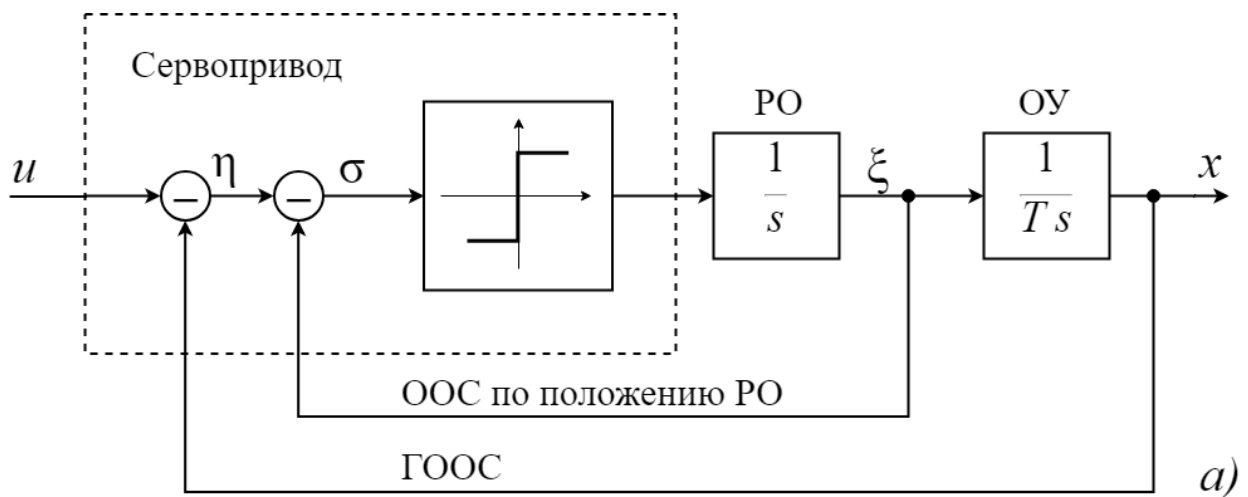 Сервопривод
РО
ОУ
u
η
σ
1
s
ξ
1
T s
x
ООС по положению РО
ГООС
а)